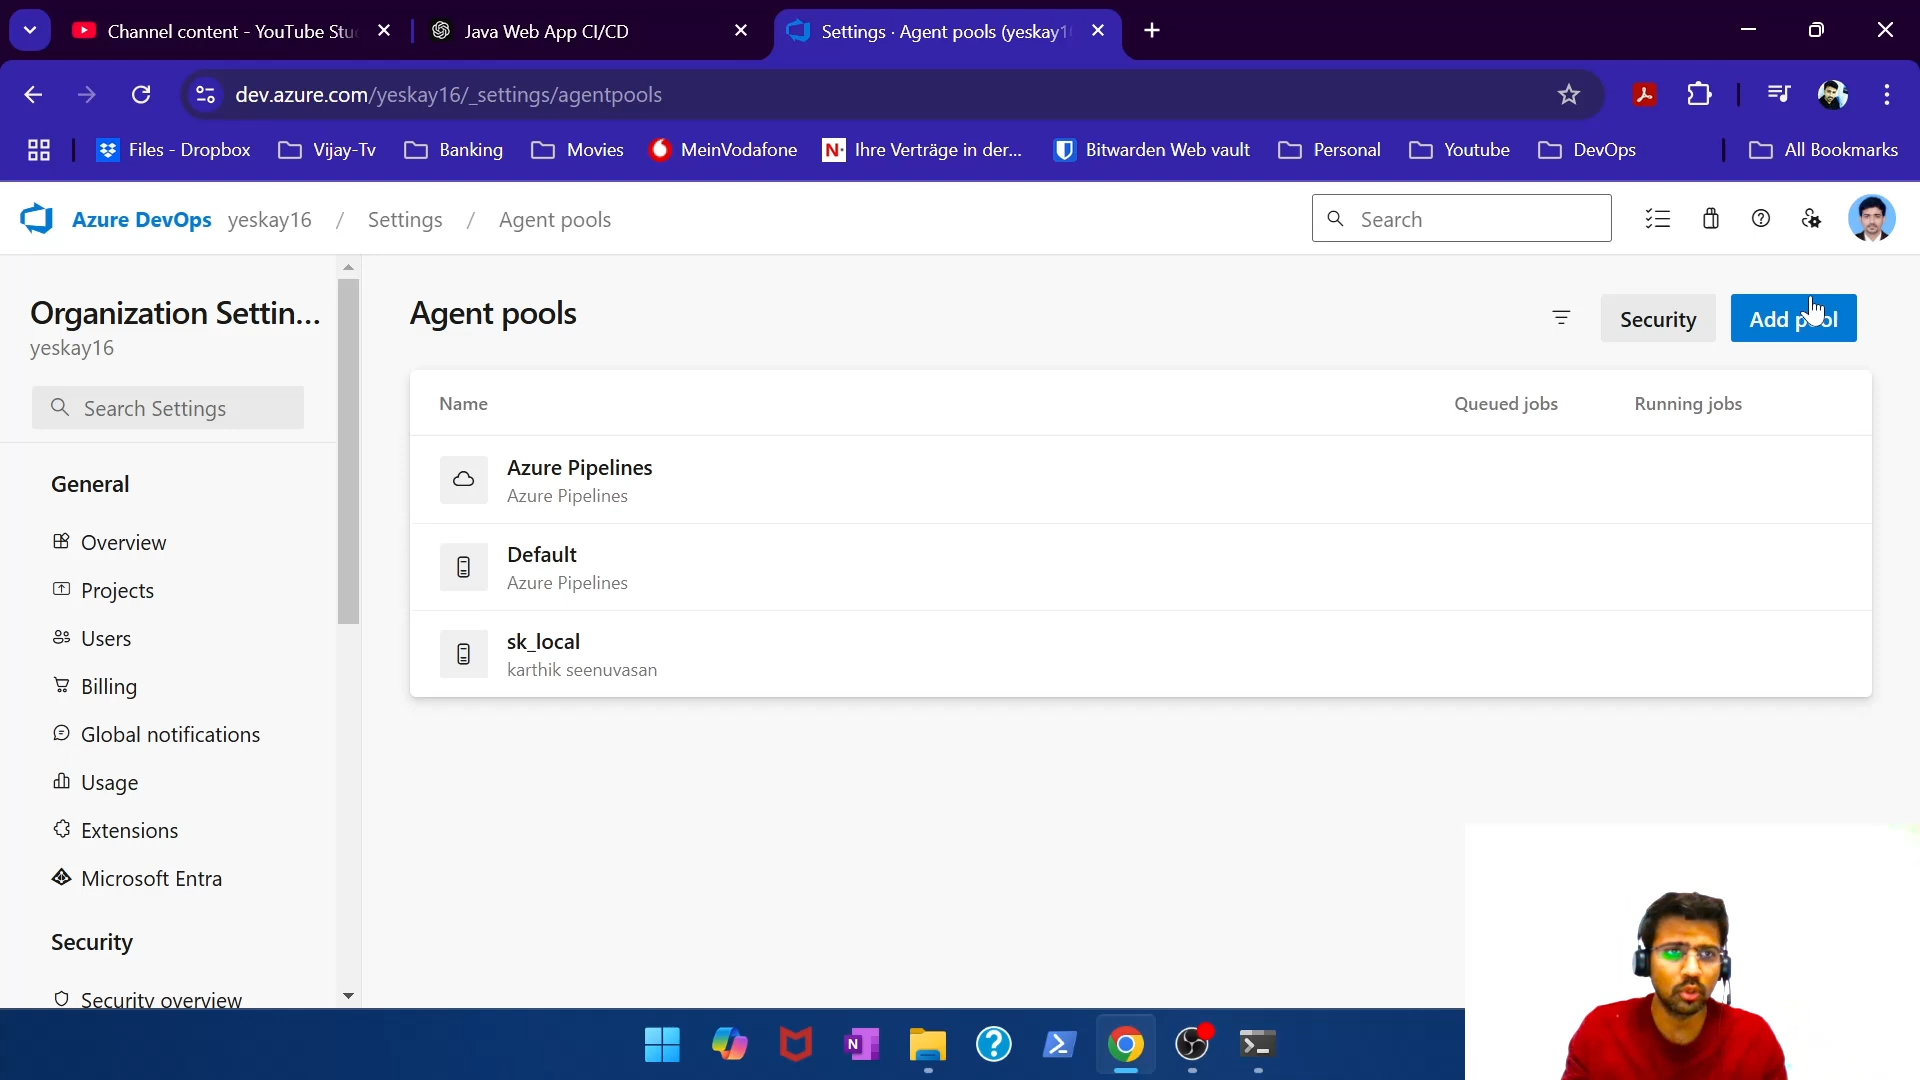 Channel content - YouTube Stu
Java Web App CI/CD
Settings · Agent pools (yeskay1
dev.azure.com/yeskay16/_settings/agentpools
Files - Dropbox
Vijay-Tv
Banking
Movies
MeinVodafone
N·
Ihre Verträge in der...
Bitwarden Web vault
Personal
Youtube
DevOps
All Bookmarks
Azure DevOps yeskay16 / Settings / Agent pools
Search
Organization Settin...
yeskay16
Search Settings
General
Overview
Projects
Users
Billing
Global notifications
Usage
Extensions
Microsoft Entra
Security
Security overview
Agent pools
Security
Add pool
Name
Queued jobs
Running jobs
Azure Pipelines
Azure Pipelines
Default
Azure Pipelines
sk_local
karthik seenuvasan
N